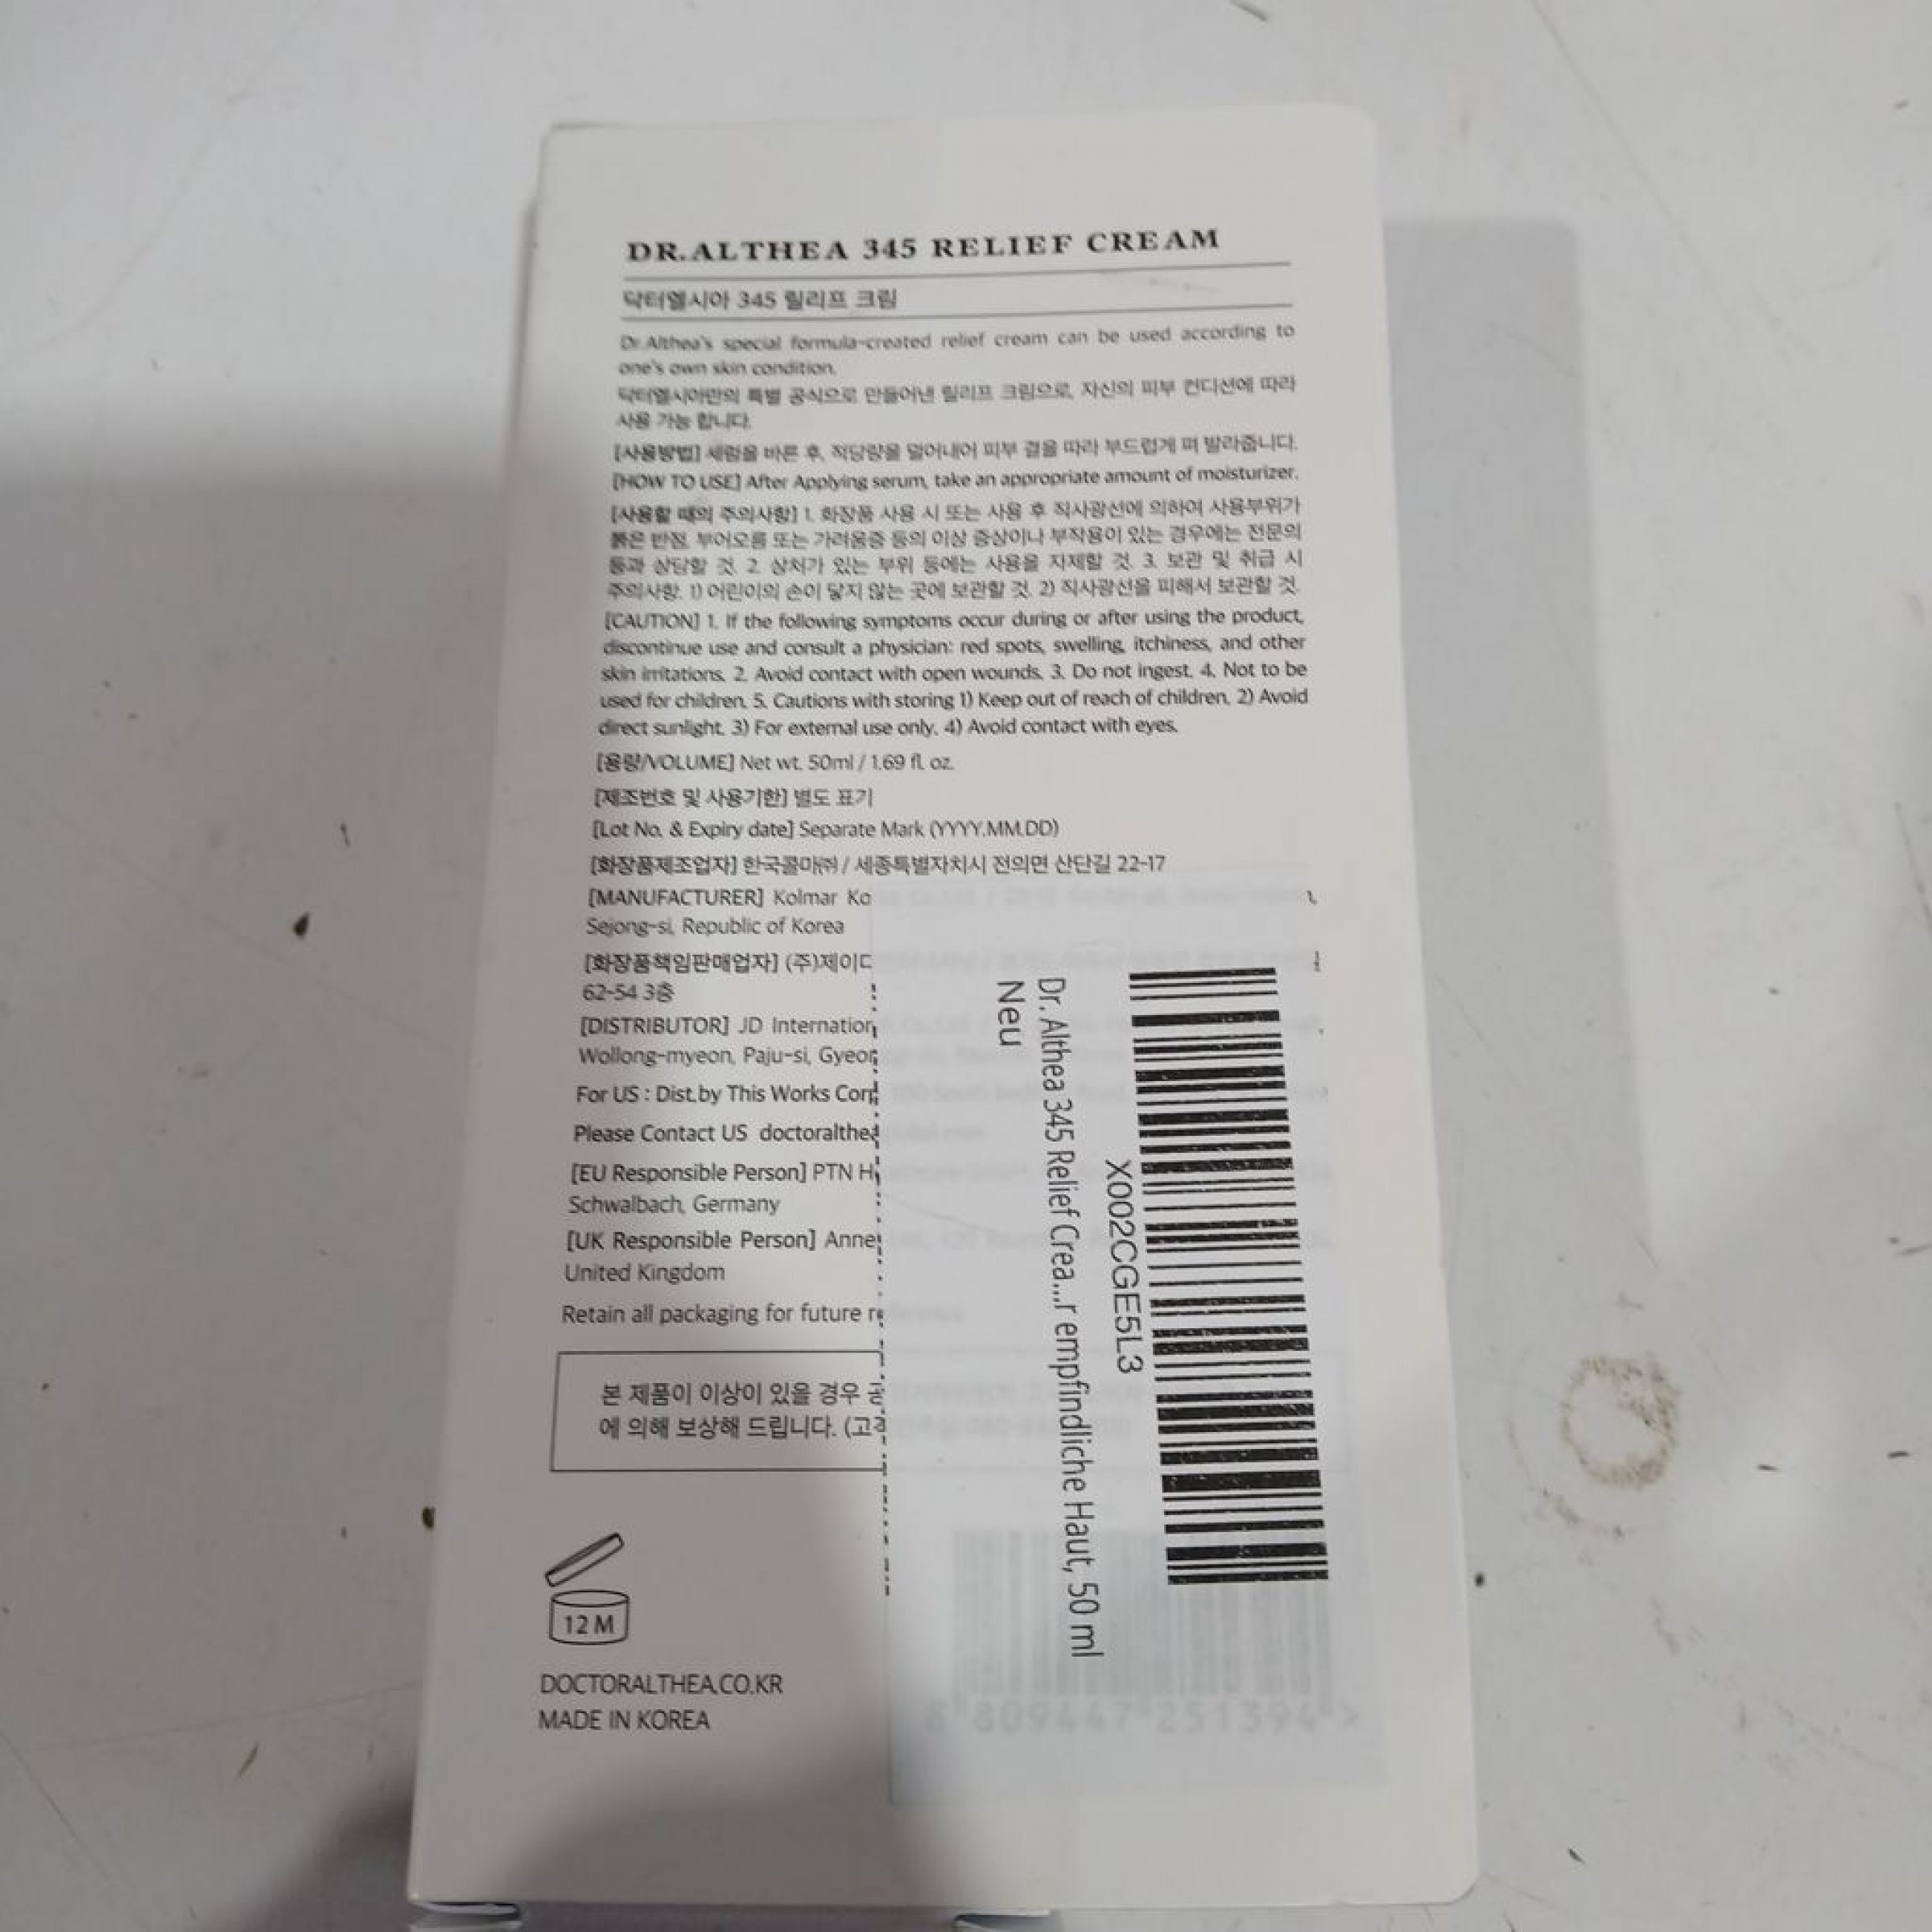 DR.ALTHEA 345 RELIEF CREAM
닥터엘시아 345 릴리프 크림
Dr.Althea's special formula-created relief cream can be used according to
one's own skin condition.
닥터엘시아만의 특별 공식으로 만들어낸 릴리프 크림으로, 자신의 피부 컨디션에 따라
사용 가능 합니다.
[사용방법] 세럼을 바른 후, 적당량을 덜어내어 피부 결을 따라 부드럽게 펴 발라줍니다.
[HOW TO USE] After Applying serum, take an appropriate amount of moisturizer.
[사용할 때의 주의사항] 1. 화장품 사용 시 또는 사용 후 직사광선에 의하여 사용부위가
붉은 반점, 부어오름 또는 가려움증 등의 이상 증상이나 부작용이 있는 경우에는 전문의
등과 상담할 것. 2. 상처가 있는 부위 등에는 사용을 자제할 것. 3. 보관 및 취급 시
주의사항. 1) 어린이의 손이 닿지 않는 곳에 보관할 것. 2) 직사광선을 피해서 보관할 것.
[CAUTION] 1. If the following symptoms occur during or after using the product,
discontinue use and consult a physician: red spots, swelling, itchiness, and other
skin irritations. 2. Avoid contact with open wounds. 3. Do not ingest. 4. Not to be
used for children. 5. Cautions with storing 1) Keep out of reach of children. 2) Avoid
direct sunlight. 3) For external use only. 4) Avoid contact with eyes.
[용량/VOLUME] Net wt. 50ml / 1.69 fl. oz.
[제조번호 및 사용기한] 별도 표기
[Lot No. & Expiry date] Separate Mark (YYYY.MM.DD)
[화장품제조업자] 한국콜마㈜ / 세종특별자치시 전의면 산단길 22-17
[MANUFACTURER] Kolmar Ko
Sejong-si, Republic of Korea
[화장품책임판매업자] (주)제이디
62-54 3층
[DISTRIBUTOR] JD Internation
Wollong-myeon, Paju-si, Gyeong
For US : Dist.by This Works Corp
Please Contact US doctoralthea
[EU Responsible Person] PTN H
Schwalbach, Germany
[UK Responsible Person] Anne
United Kingdom
Retain all packaging for future reference
본 제품이 이상이 있을 경우 공
에 의해 보상해 드립니다. (고객
12 M
DOCTORALTHEA.CO.KR
MADE IN KOREA
X002CGE5L3
Dr. Althea 345 Relief Crea...r empfindliche Haut, 50 ml
Neu
8 809447 251394 >